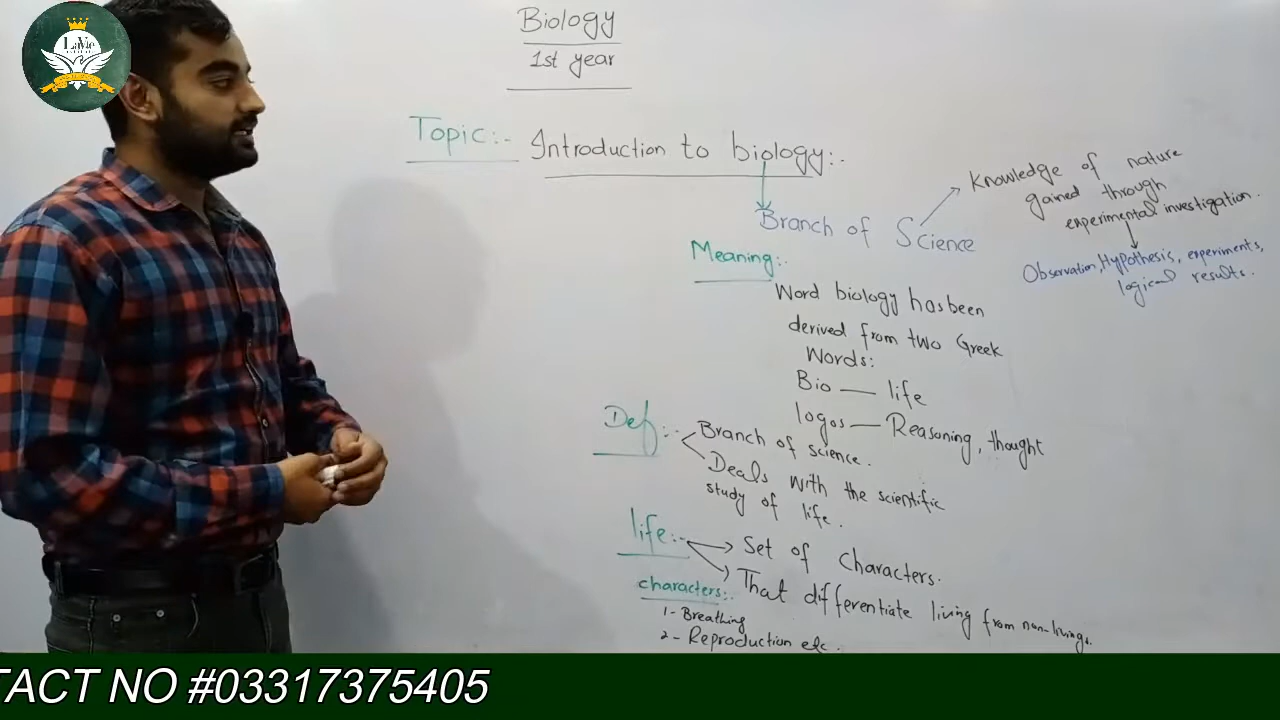 LaVie
Biology
1st year
Topic:- Introduction to biology:-
Branch of Science
Knowledge of nature
gained through
experimental investigation.
Observation, Hypothesis, experiments,
logical results.
Meaning:-
Word biology has been
derived from two Greek
Words:
Bio — life
logos — Reasoning, thought
Def:- Branch of science.
Deals with the scientific
study of life.
life:- Set of Characters.
That differentiate living from non-livings.
characters:-
1- Breathing
2- Reproduction etc.
TACT NO #03317375405